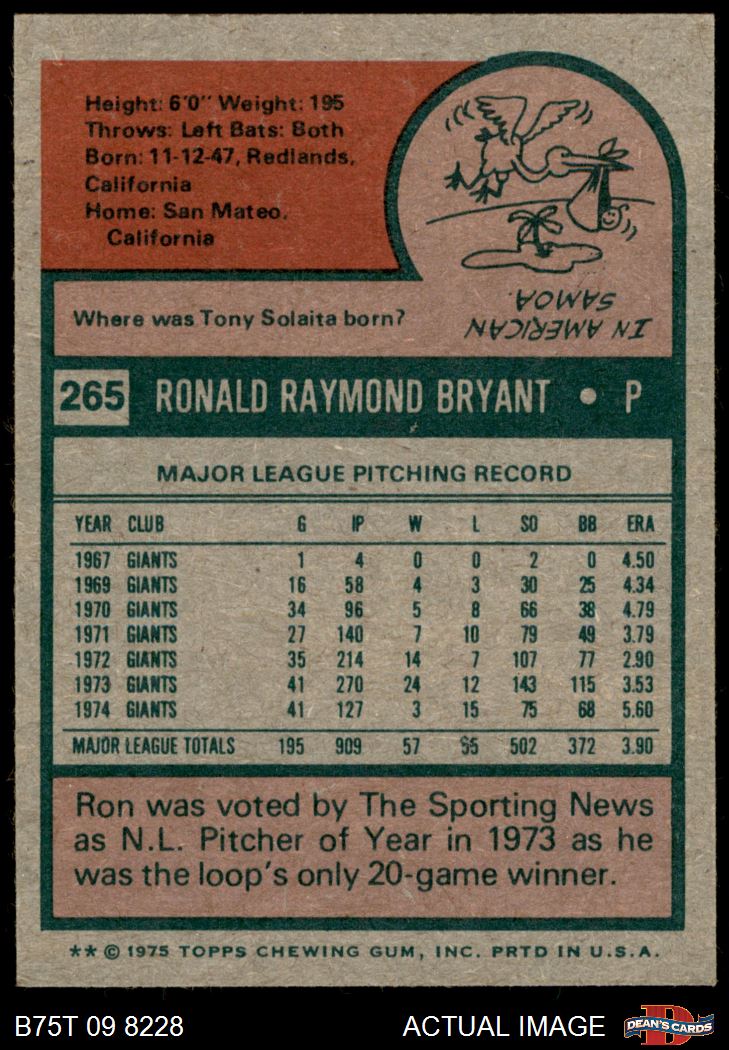 Height: 6'0" Weight: 195
Throws: Left Bats: Both
Born: 11-12-47, Redlands,
California
Home: San Mateo,
California
Where was Tony Solaita born?
IN AMERICAN
SAMOA.
265 RONALD RAYMOND BRYANT • P
MAJOR LEAGUE PITCHING RECORD
YEAR CLUB G IP W L SO BB ERA
1967 GIANTS 1 4 0 0 2 0 4.50
1969 GIANTS 16 58 4 3 30 25 4.34
1970 GIANTS 34 96 5 8 66 38 4.79
1971 GIANTS 27 140 7 10 79 49 3.79
1972 GIANTS 35 214 14 7 107 77 2.90
1973 GIANTS 41 270 24 12 143 115 3.53
1974 GIANTS 41 127 3 15 75 68 5.60
MAJOR LEAGUE TOTALS 195 909 57 55 502 372 3.90
Ron was voted by The Sporting News
as N.L. Pitcher of Year in 1973 as he
was the loop's only 20-game winner.
** © 1975 TOPPS CHEWING GUM, INC. PRTD IN U.S.A.
B75T 09 8228 ACTUAL IMAGE
D
DEAN'S CARDS